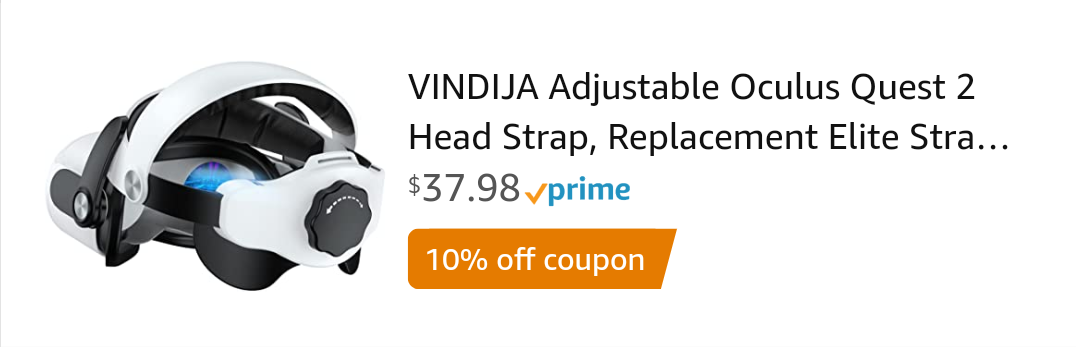 VINDIJA Adjustable Oculus Quest 2
Head Strap, Replacement Elite Stra...
$37.98 prime
10% off coupon